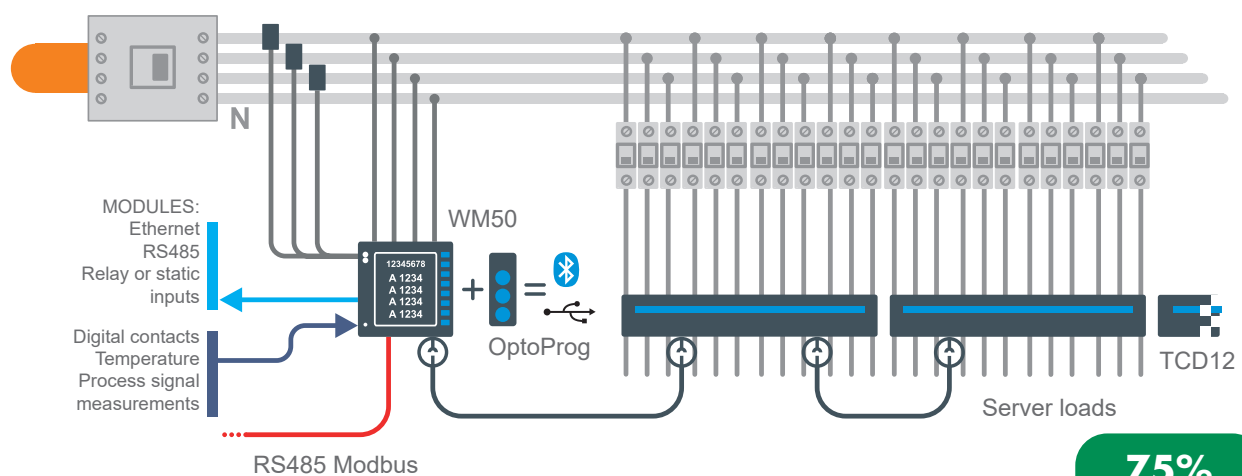 N
MODULES:
Ethernet
RS485
Relay or static
inputs
Digital contacts
Temperature
Process signal
measurements
WM50
12345678
A 1234
A 1234
A 1234
A 1234
+
=
OptoProg
RS485 Modbus
TCD12
Server loads
75%